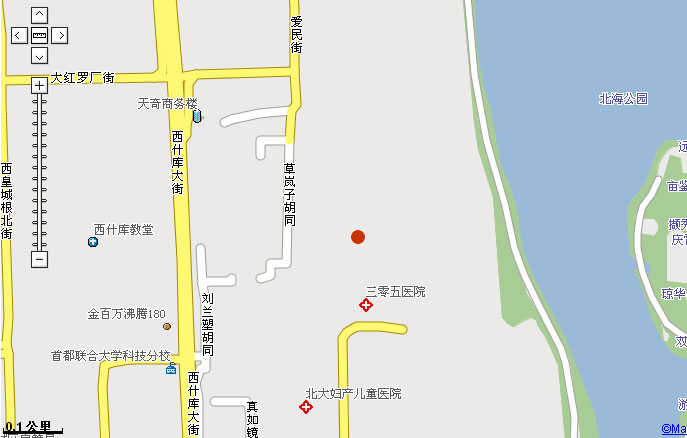 爱民街
大红罗厂街
天奇商务楼
北海公园
西什库大街
西皇城根北街
草岚子胡同
西什库教堂
三零五医院
琼华
刘兰塑胡同
金百万沸腾180
首都联合大学科技分校
西什库大街
北大妇产儿童医院
真如镜
0.1公里
©Ma